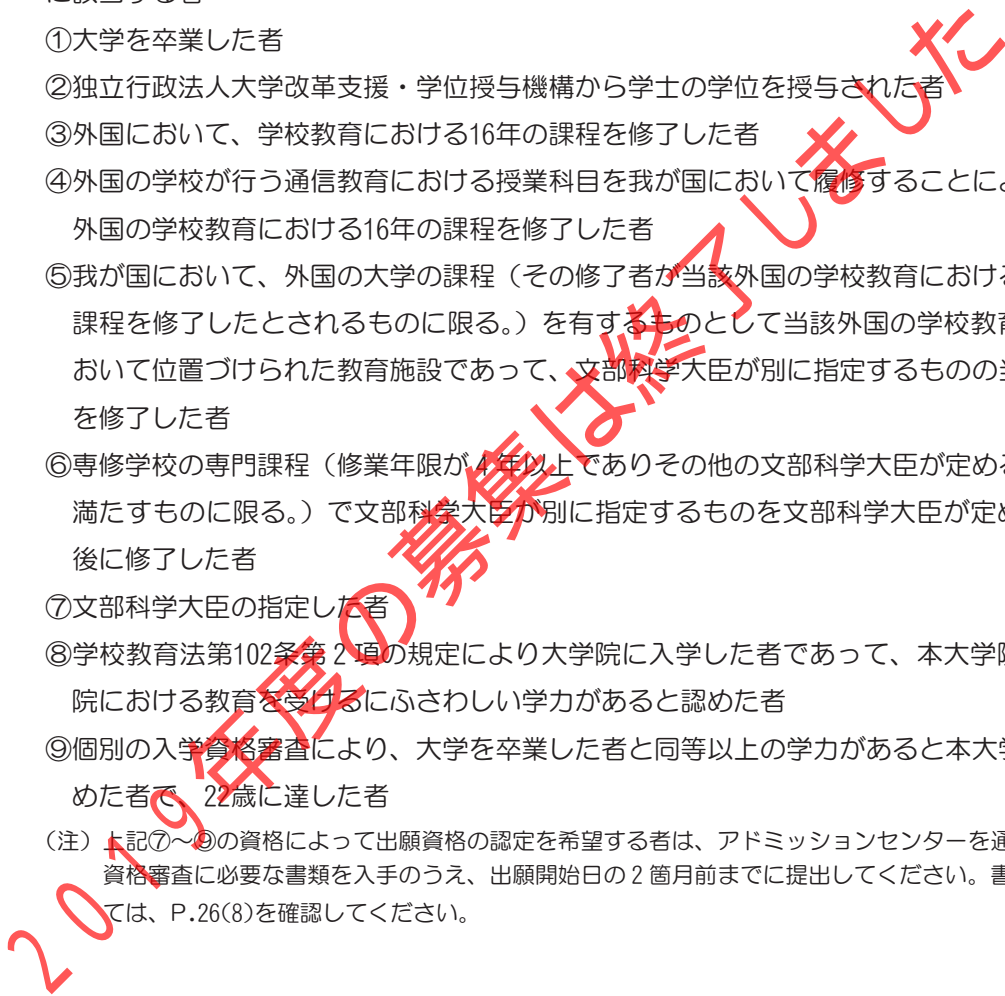 に該当する者
①大学を卒業した者
②独立行政法人大学改革支援・学位授与機構から学士の学位を授与された者
③外国において、学校教育における16年の課程を修了した者
④外国の学校が行う通信教育における授業科目を我が国において履修することによ
外国の学校教育における16年の課程を修了した者
⑤我が国において、外国の大学の課程（その修了者が当該外国の学校教育における
課程を修了したとされるものに限る。）を有するものとして当該外国の学校教育
おいて位置づけられた教育施設であって、文部科学大臣が別に指定するものの当
を修了した者
⑥専修学校の専門課程（修業年限が４年以上でありその他の文部科学大臣が定める
満たすものに限る。）で文部科学大臣が別に指定するものを文部科学大臣が定め
後に修了した者
⑦文部科学大臣の指定した者
⑧学校教育法第102条第２項の規定により大学院に入学した者であって、本大学院
院における教育を受けるにふさわしい学力があると認めた者
⑨個別の入学資格審査により、大学を卒業した者と同等以上の学力があると本大学
めた者で、22歳に達した者
（注）上記⑦～⑨の資格によって出願資格の認定を希望する者は、アドミッションセンターを通
資格審査に必要な書類を入手のうえ、出願開始日の２箇月前までに提出してください。書
ては、P.26(8)を確認してください。
２０１９年度の募集は終了しました